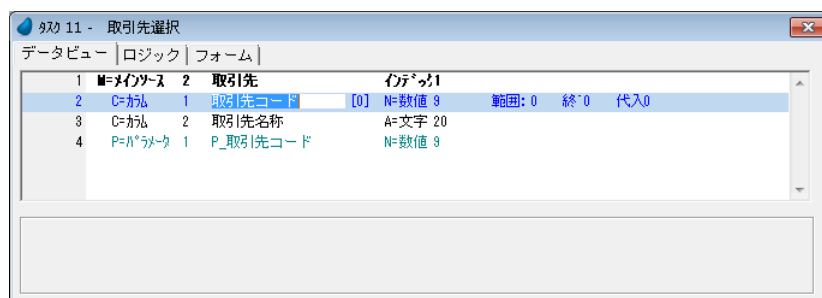 ﾀｽｸ 11 - 取引先選択
データビュー ロジック フォーム
1 M=ﾒｲﾝｿｰｽ 2 取引先 ｲﾝﾃﾞｯｸｽ1
2 C=ｶﾗﾑ 1 取引先コード [0] N=数値 9 範囲: 0 終了0 代入0
3 C=ｶﾗﾑ 2 取引先名称 A=文字 20
4 P=ﾊﾟﾗﾒｰﾀ 1 P_取引先コード N=数値 9